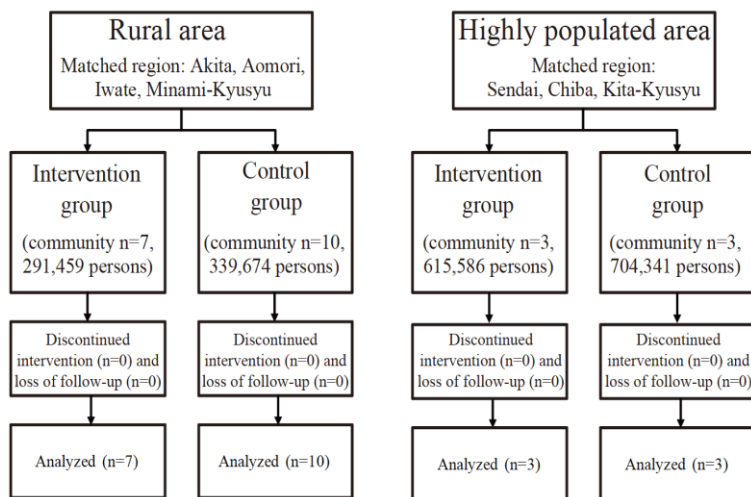 Rural area
Matched region: Akita, Aomori,
Iwate, Minami-Kyusyu
Intervention
group
(community n=7,
291,459 persons)
Control
group
(community n=10,
339,674 persons)
Discontinued
intervention (n=0) and
loss of follow-up (n=0)
Discontinued
intervention (n=0) and
loss of follow-up (n=0)
Analyzed (n=7)
Analyzed (n=10)
Highly populated area
Matched region:
Sendai, Chiba, Kita-Kyusyu
Intervention
group
(community n=3,
615,586 persons)
Control
group
(community n=3,
704,341 persons)
Discontinued
intervention (n=0) and
loss of follow-up (n=0)
Discontinued
intervention (n=0) and
loss of follow-up (n=0)
Analyzed (n=3)
Analyzed (n=3)